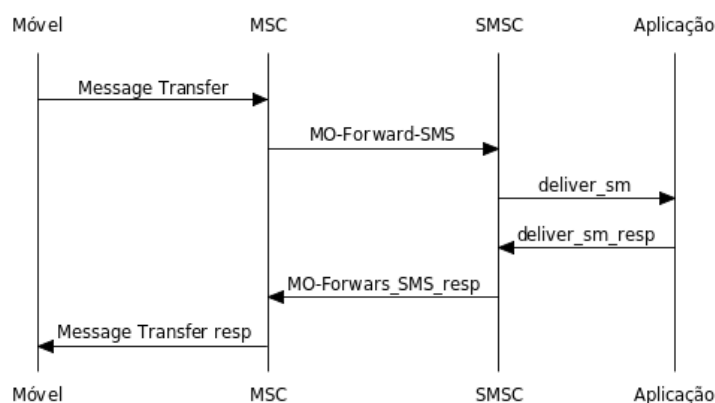 Móvel MSC SMSC Aplicação
Message Transfer
MO-Forward-SMS
deliver_sm
deliver_sm_resp
MO-Forwars_SMS_resp
Message Transfer resp
Móvel MSC SMSC Aplicação